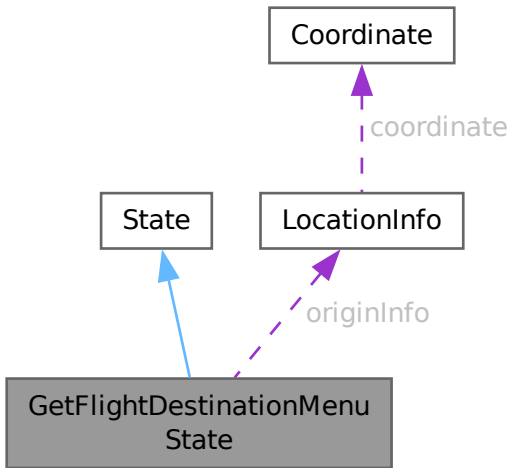 Coordinate
coordinate
State
LocationInfo
originInfo
GetFlightDestinationMenu
State